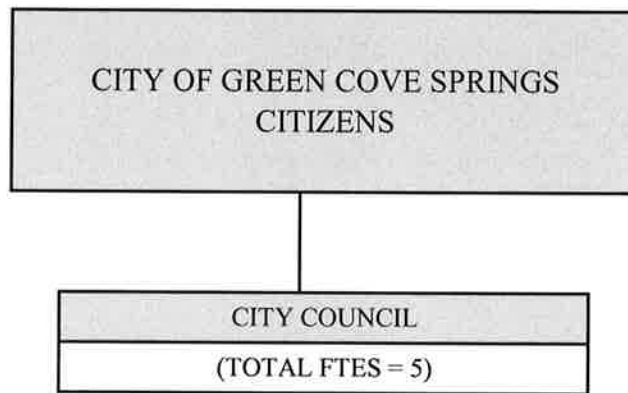 CITY OF GREEN COVE SPRINGS
CITIZENS
CITY COUNCIL
(TOTAL FTES = 5)